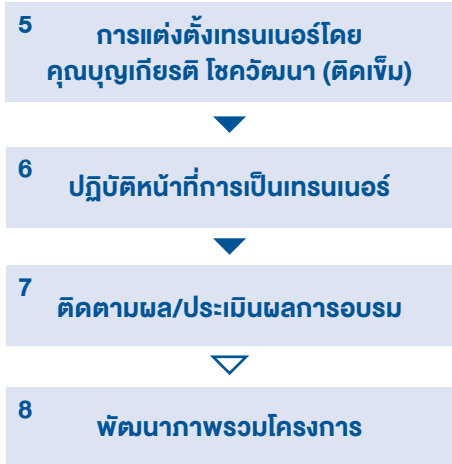 5
การแต่งตั้งเทรนเนอร์โดย
คุณบุญเกียรติ โชควัฒนา (ติดเข็ม)
6
ปฏิบัติหน้าที่การเป็นเทรนเนอร์
7
ติดตามผล/ประเมินผลการอบรม
8
พัฒนาภาพรวมโครงการ